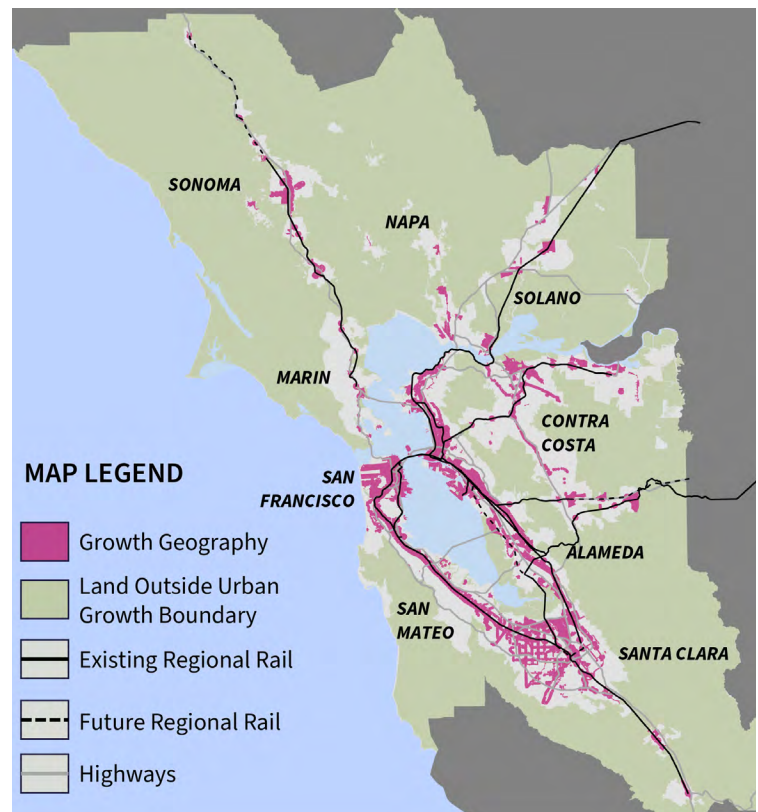 SONOMA
NAPA
SOLANO
MARIN
CONTRA
COSTA
MAP LEGEND
SAN
FRANCISCO
Growth Geography
ALAMEDA
Land Outside Urban
Growth Boundary
SAN
MATEO
SANTA CLARA
Existing Regional Rail
Future Regional Rail
Highways